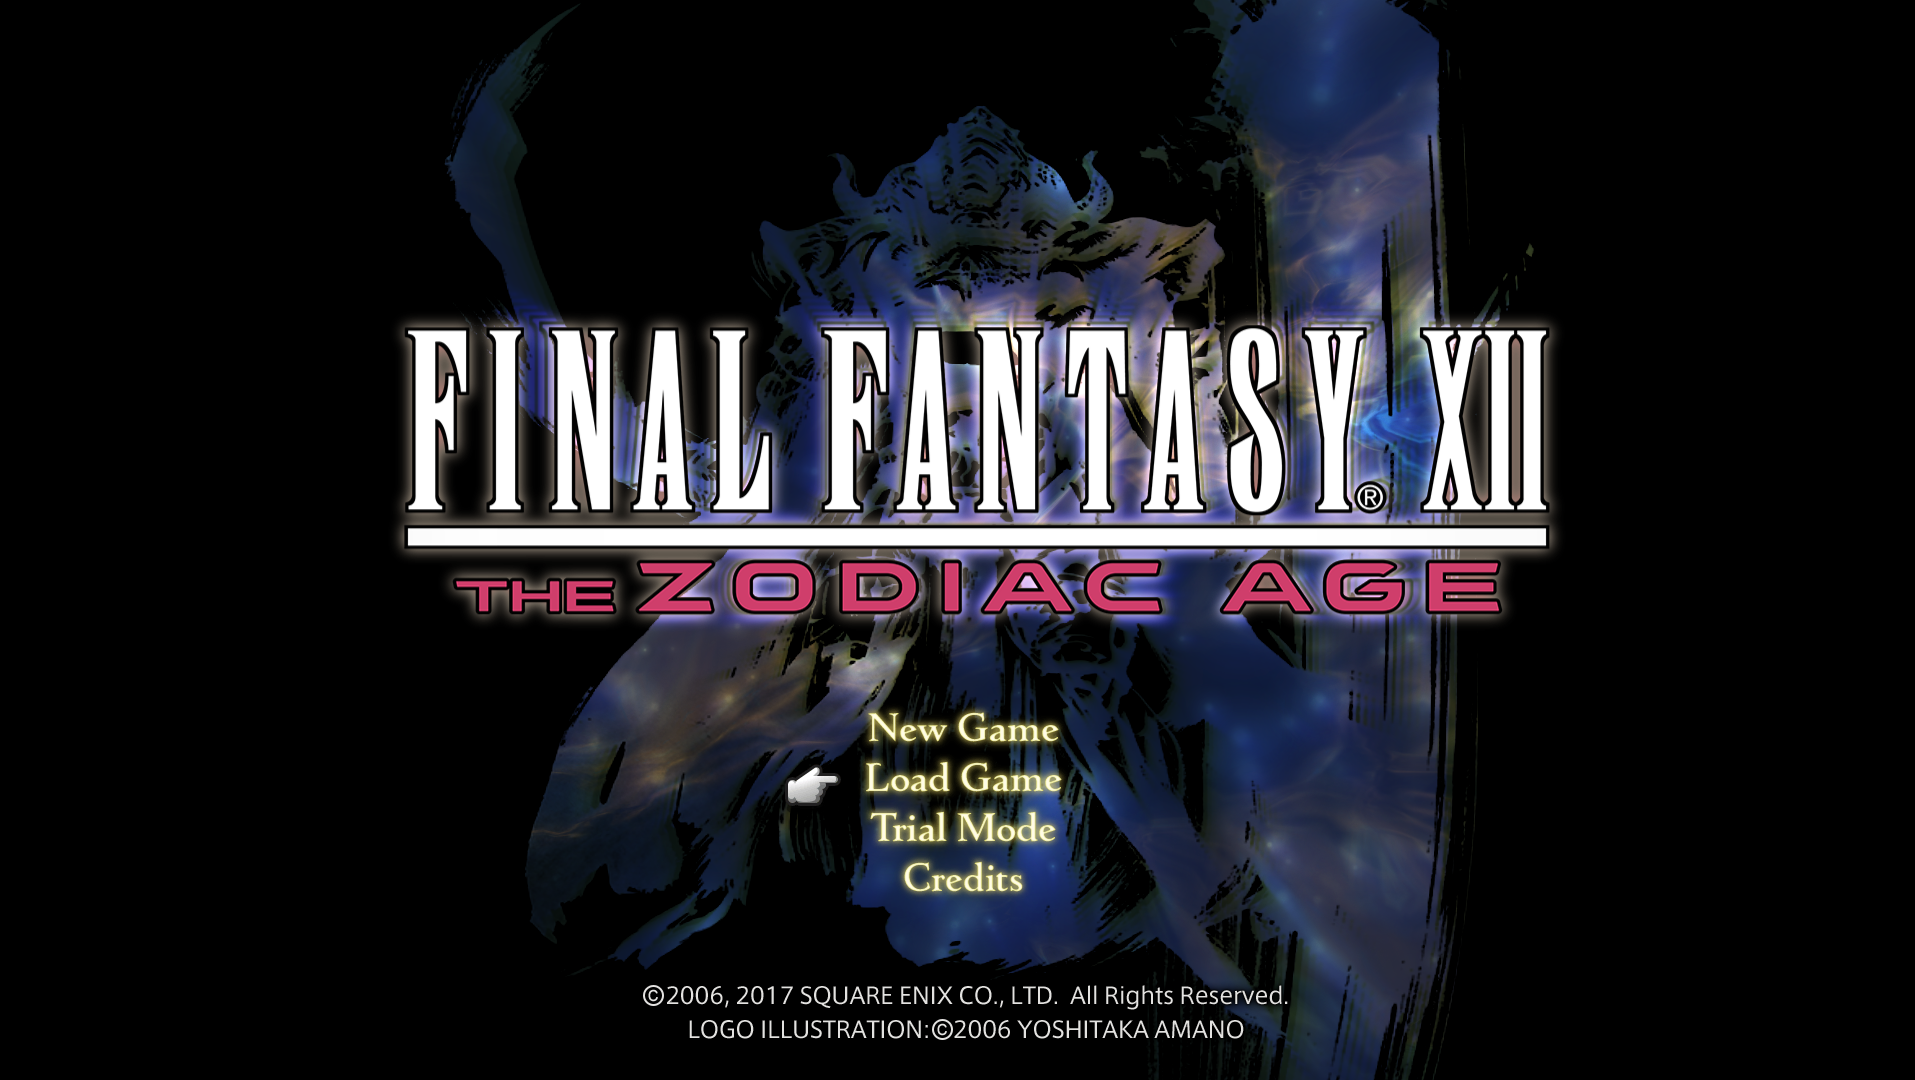 FINAL FANTASY® XII
THE ZODIAC AGE
New Game
Load Game
Trial Mode
Credits
©2006, 2017 SQUARE ENIX CO., LTD. All Rights Reserved.
LOGO ILLUSTRATION:©2006 YOSHITAKA AMANO